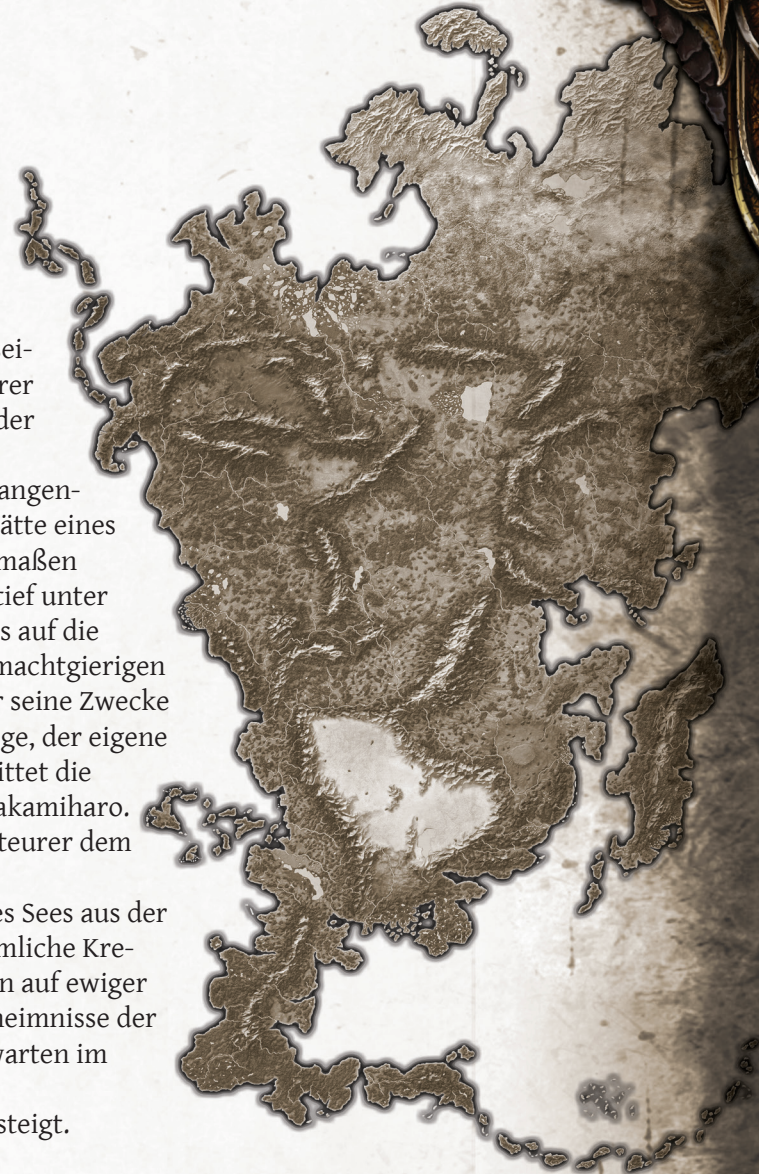 ei-
rer
der
angen-
ätte eines
maßen
tief unter
s auf die
machtgierigen
r seine Zwecke
ge, der eigene
ittet die
akamiharo.
teurer dem
es Sees aus der
mliche Kre-
n auf ewiger
heimnisse der
warten im
steigt.